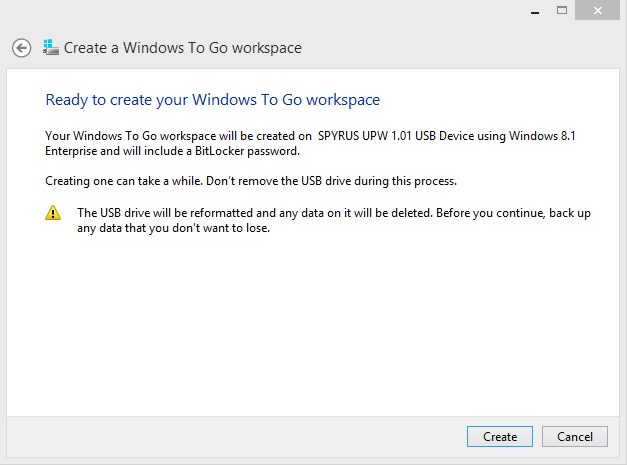 Create a Windows To Go workspace
Ready to create your Windows To Go workspace
Your Windows To Go workspace will be created on  SPYRUS UPW 1.01 USB Device using Windows 8.1
Enterprise and will include a BitLocker password.
Creating one can take a while. Don't remove the USB drive during this process.
The USB drive will be reformatted and any data on it will be deleted. Before you continue, back up
any data that you don't want to lose.
Create
Cancel